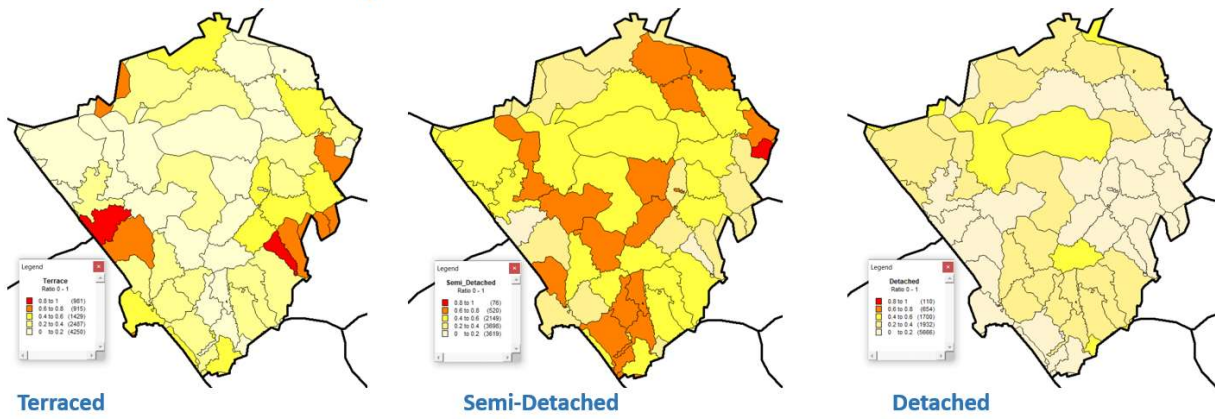 Legend
Terrace
Ratio 0 - 1
0.8 to 1 (981)
0.6 to 0.8 (915)
0.4 to 0.6 (1429)
0.2 to 0.4 (2487)
0 to 0.2 (4250)
Terraced
Legend
Semi_Detached
Ratio 0 - 1
0.8 to 1 (76)
0.6 to 0.8 (520)
0.4 to 0.6 (2149)
0.2 to 0.4 (3698)
0 to 0.2 (3619)
Semi-Detached
Legend
Detached
Ratio 0 - 1
0.8 to 1 (110)
0.6 to 0.8 (654)
0.4 to 0.6 (1700)
0.2 to 0.4 (1932)
0 to 0.2 (5666)
Detached